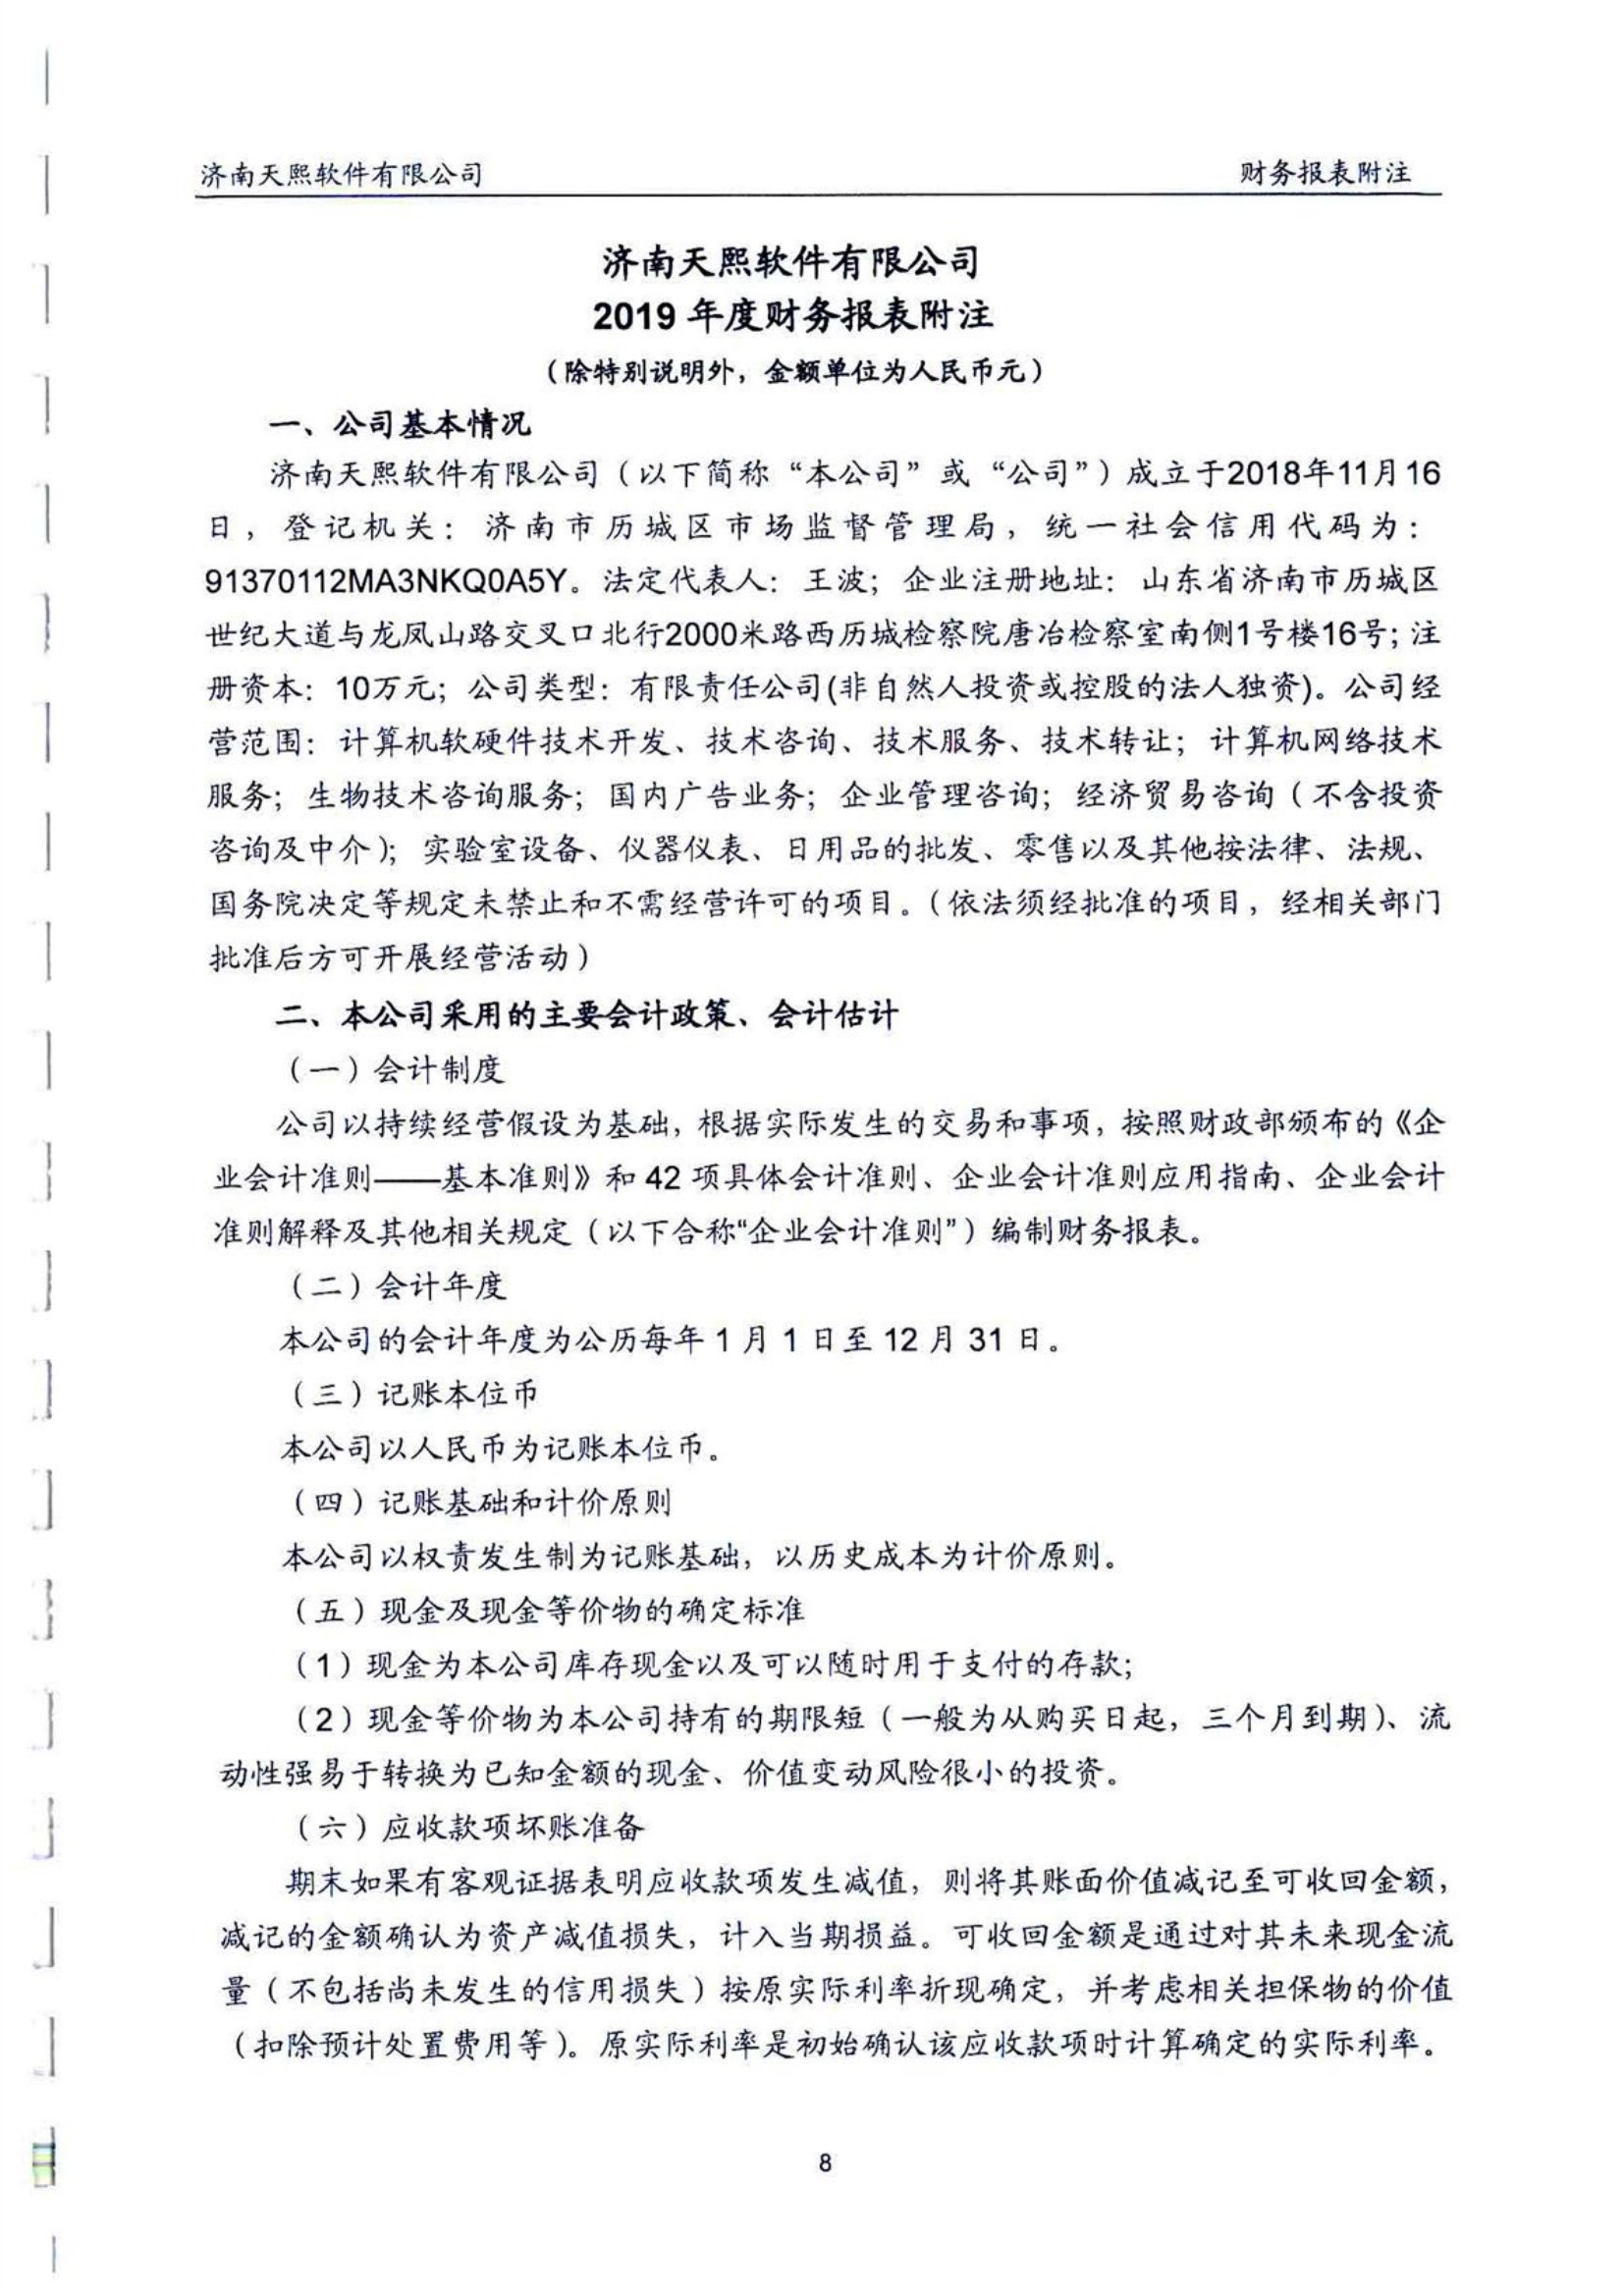 济南天熙软件有限公司 财务报表附注
济南天熙软件有限公司
2019 年度财务报表附注
（除特别说明外，金额单位为人民币元）
一、公司基本情况
济南天熙软件有限公司（以下简称“本公司”或“公司”）成立于2018年11月16
日，登记机关：济南市历城区市场监督管理局，统一社会信用代码为：
91370112MA3NKQ0A5Y。法定代表人：王波；企业注册地址：山东省济南市历城区
世纪大道与龙凤山路交叉口北行2000米路西历城检察院唐冶检察室南侧1号楼16号；注
册资本：10万元；公司类型：有限责任公司(非自然人投资或控股的法人独资)。公司经
营范围：计算机软硬件技术开发、技术咨询、技术服务、技术转让；计算机网络技术
服务；生物技术咨询服务；国内广告业务；企业管理咨询；经济贸易咨询（不含投资
咨询及中介）；实验室设备、仪器仪表、日用品的批发、零售以及其他按法律、法规、
国务院决定等规定未禁止和不需经营许可的项目。（依法须经批准的项目，经相关部门
批准后方可开展经营活动）
二、本公司采用的主要会计政策、会计估计
（一）会计制度
公司以持续经营假设为基础，根据实际发生的交易和事项，按照财政部颁布的《企
业会计准则——基本准则》和 42 项具体会计准则、企业会计准则应用指南、企业会计
准则解释及其他相关规定（以下合称“企业会计准则”）编制财务报表。
（二）会计年度
本公司的会计年度为公历每年 1 月 1 日至 12 月 31 日。
（三）记账本位币
本公司以人民币为记账本位币。
（四）记账基础和计价原则
本公司以权责发生制为记账基础，以历史成本为计价原则。
（五）现金及现金等价物的确定标准
（1）现金为本公司库存现金以及可以随时用于支付的存款；
（2）现金等价物为本公司持有的期限短（一般为从购买日起，三个月到期）、流
动性强易于转换为已知金额的现金、价值变动风险很小的投资。
（六）应收款项坏账准备
期末如果有客观证据表明应收款项发生减值，则将其账面价值减记至可收回金额，
减记的金额确认为资产减值损失，计入当期损益。可收回金额是通过对其未来现金流
量（不包括尚未发生的信用损失）按原实际利率折现确定，并考虑相关担保物的价值
（扣除预计处置费用等）。原实际利率是初始确认该应收款项时计算确定的实际利率。
8